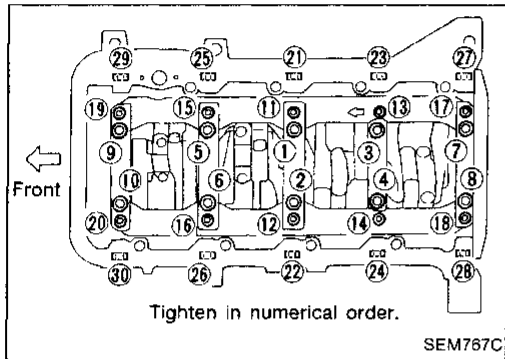 29 25 21 23 27
19 15 11 13 17
9 5 1 3 7
Front
10 6 2 4 8
20 16 12 14 18
30 26 22 24 28
Tighten in numerical order.
SEM767C